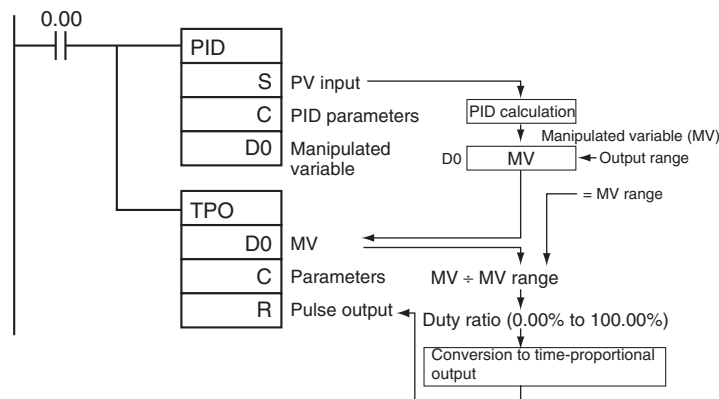 0.00
PID
S PV input
C PID parameters
D0 Manipulated
variable
PID calculation
Manipulated variable (MV)
D0 MV Output range
= MV range
TPO
D0 MV
C Parameters
R Pulse output
MV ÷ MV range
Duty ratio (0.00% to 100.00%)
Conversion to time-proportional
output